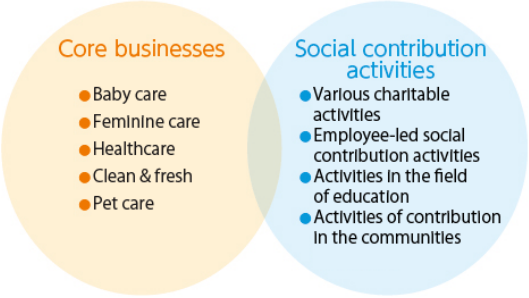 Core businesses
● Baby care
● Feminine care
● Healthcare
● Clean & fresh
● Pet care
Social contribution
activities
● Various charitable
activities
● Employee-led social
contribution activities
● Activities in the field
of education
● Activities of contribution
in the communities